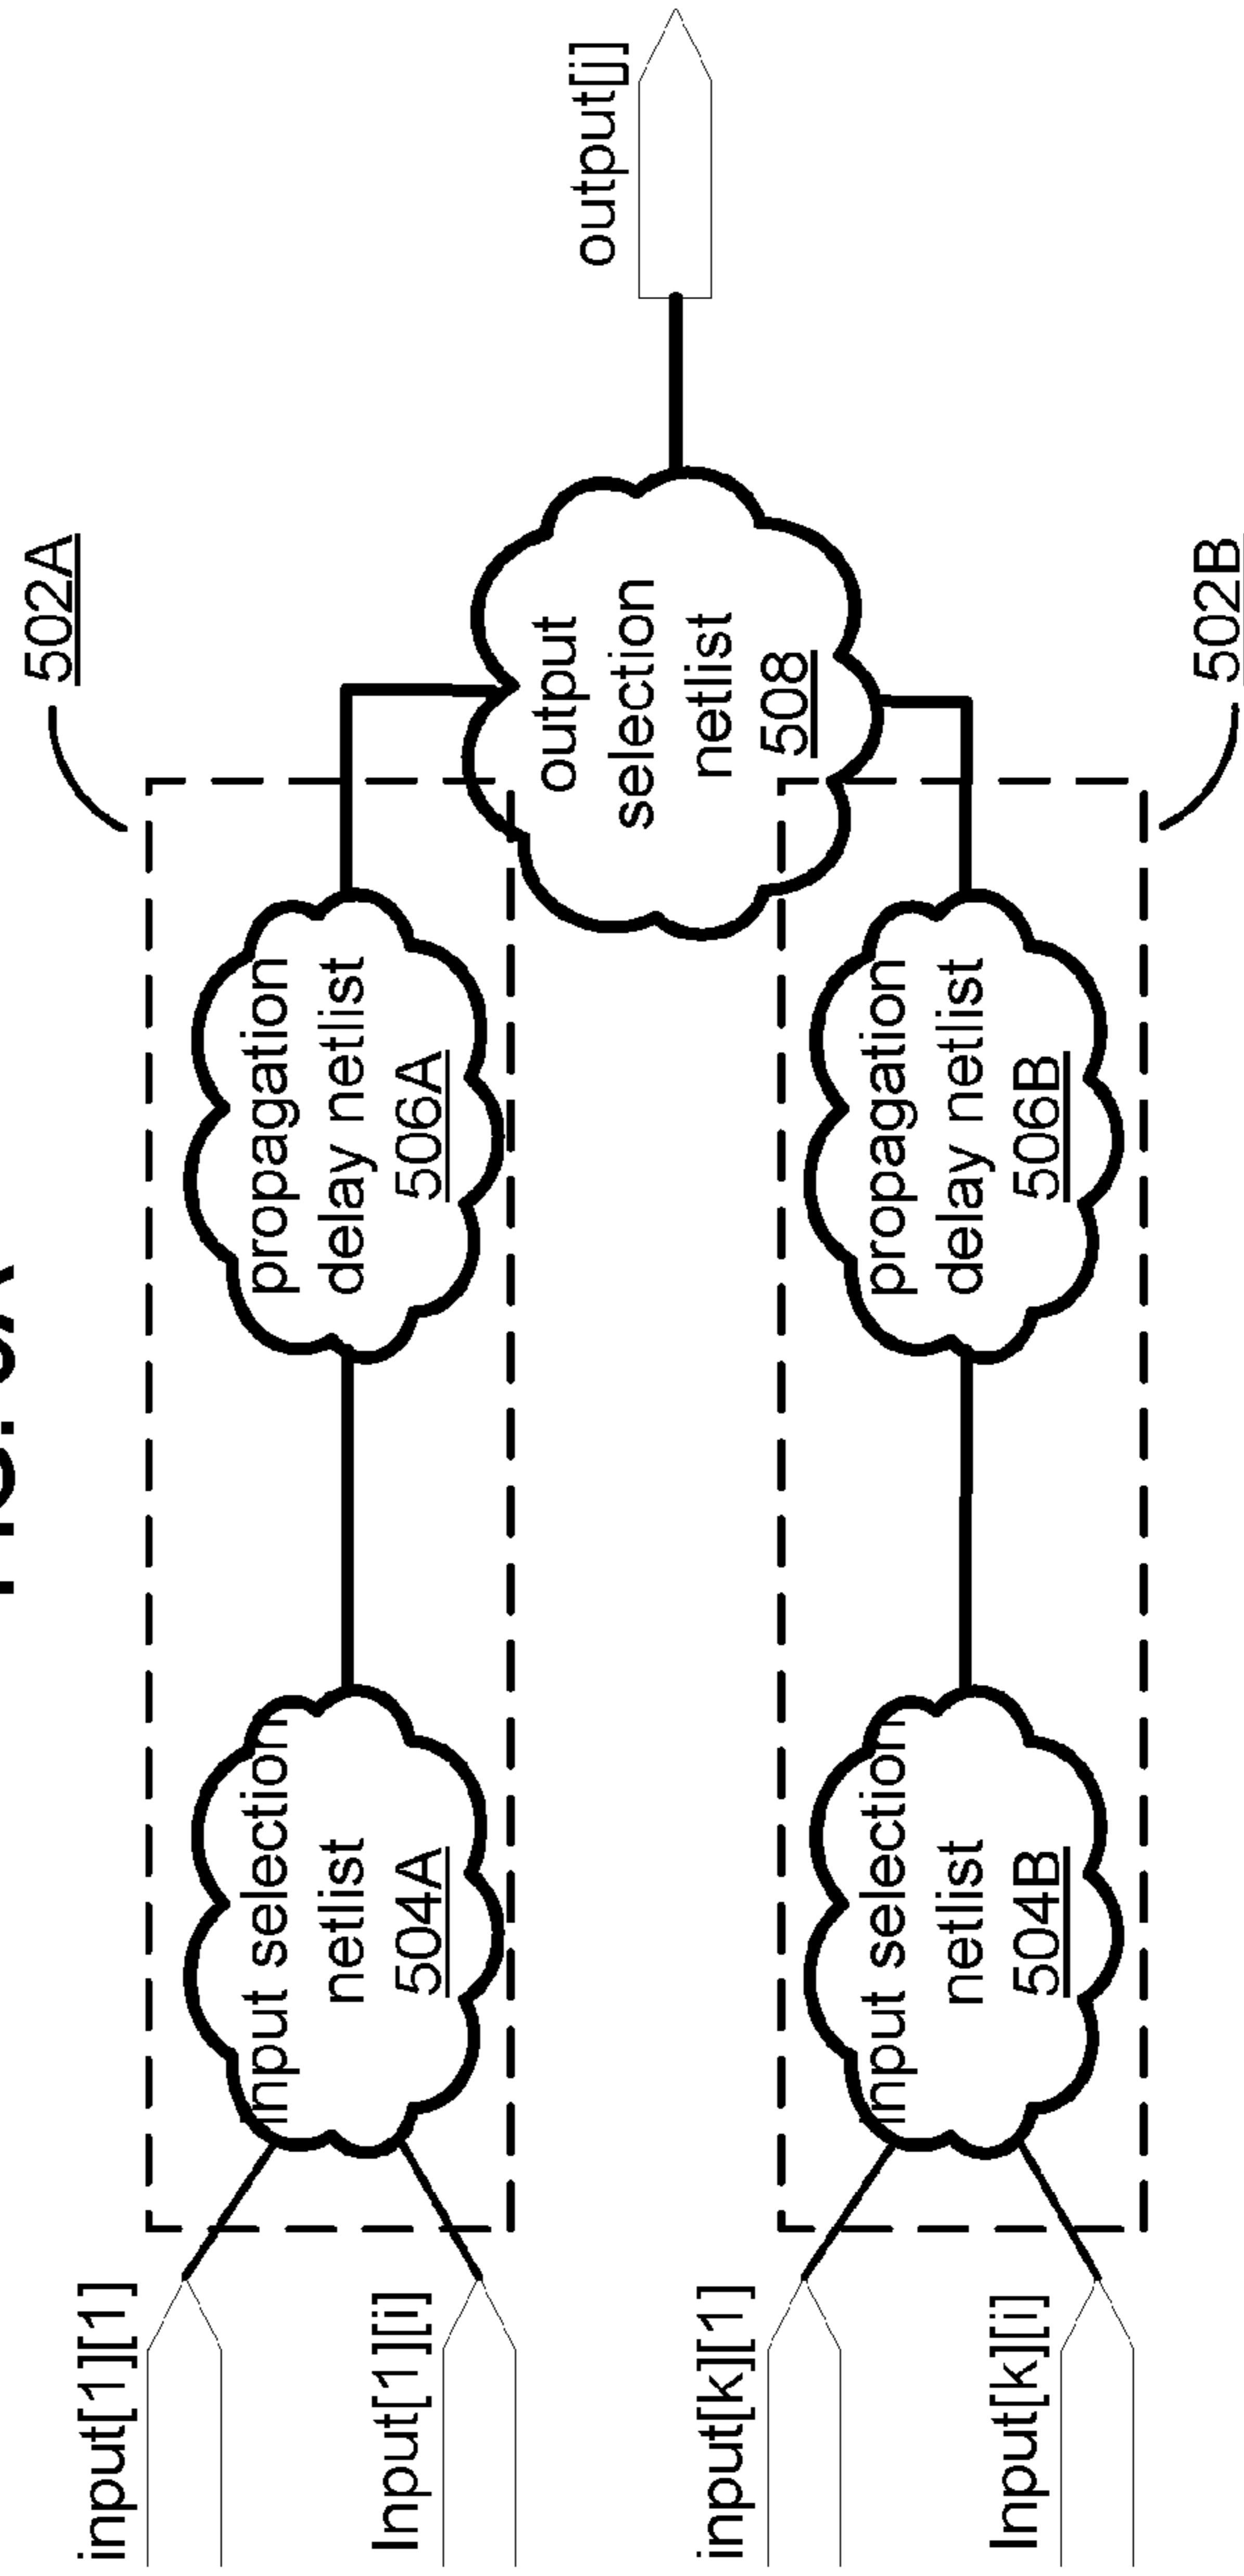 502A
input[1][1]
input selection
netlist
504A
propagation
delay netlist
506A
Input[1][i]
output
selection
netlist
508
output[j]
input[k][1]
input selection
netlist
504B
propagation
delay netlist
506B
Input[k][i]
502B